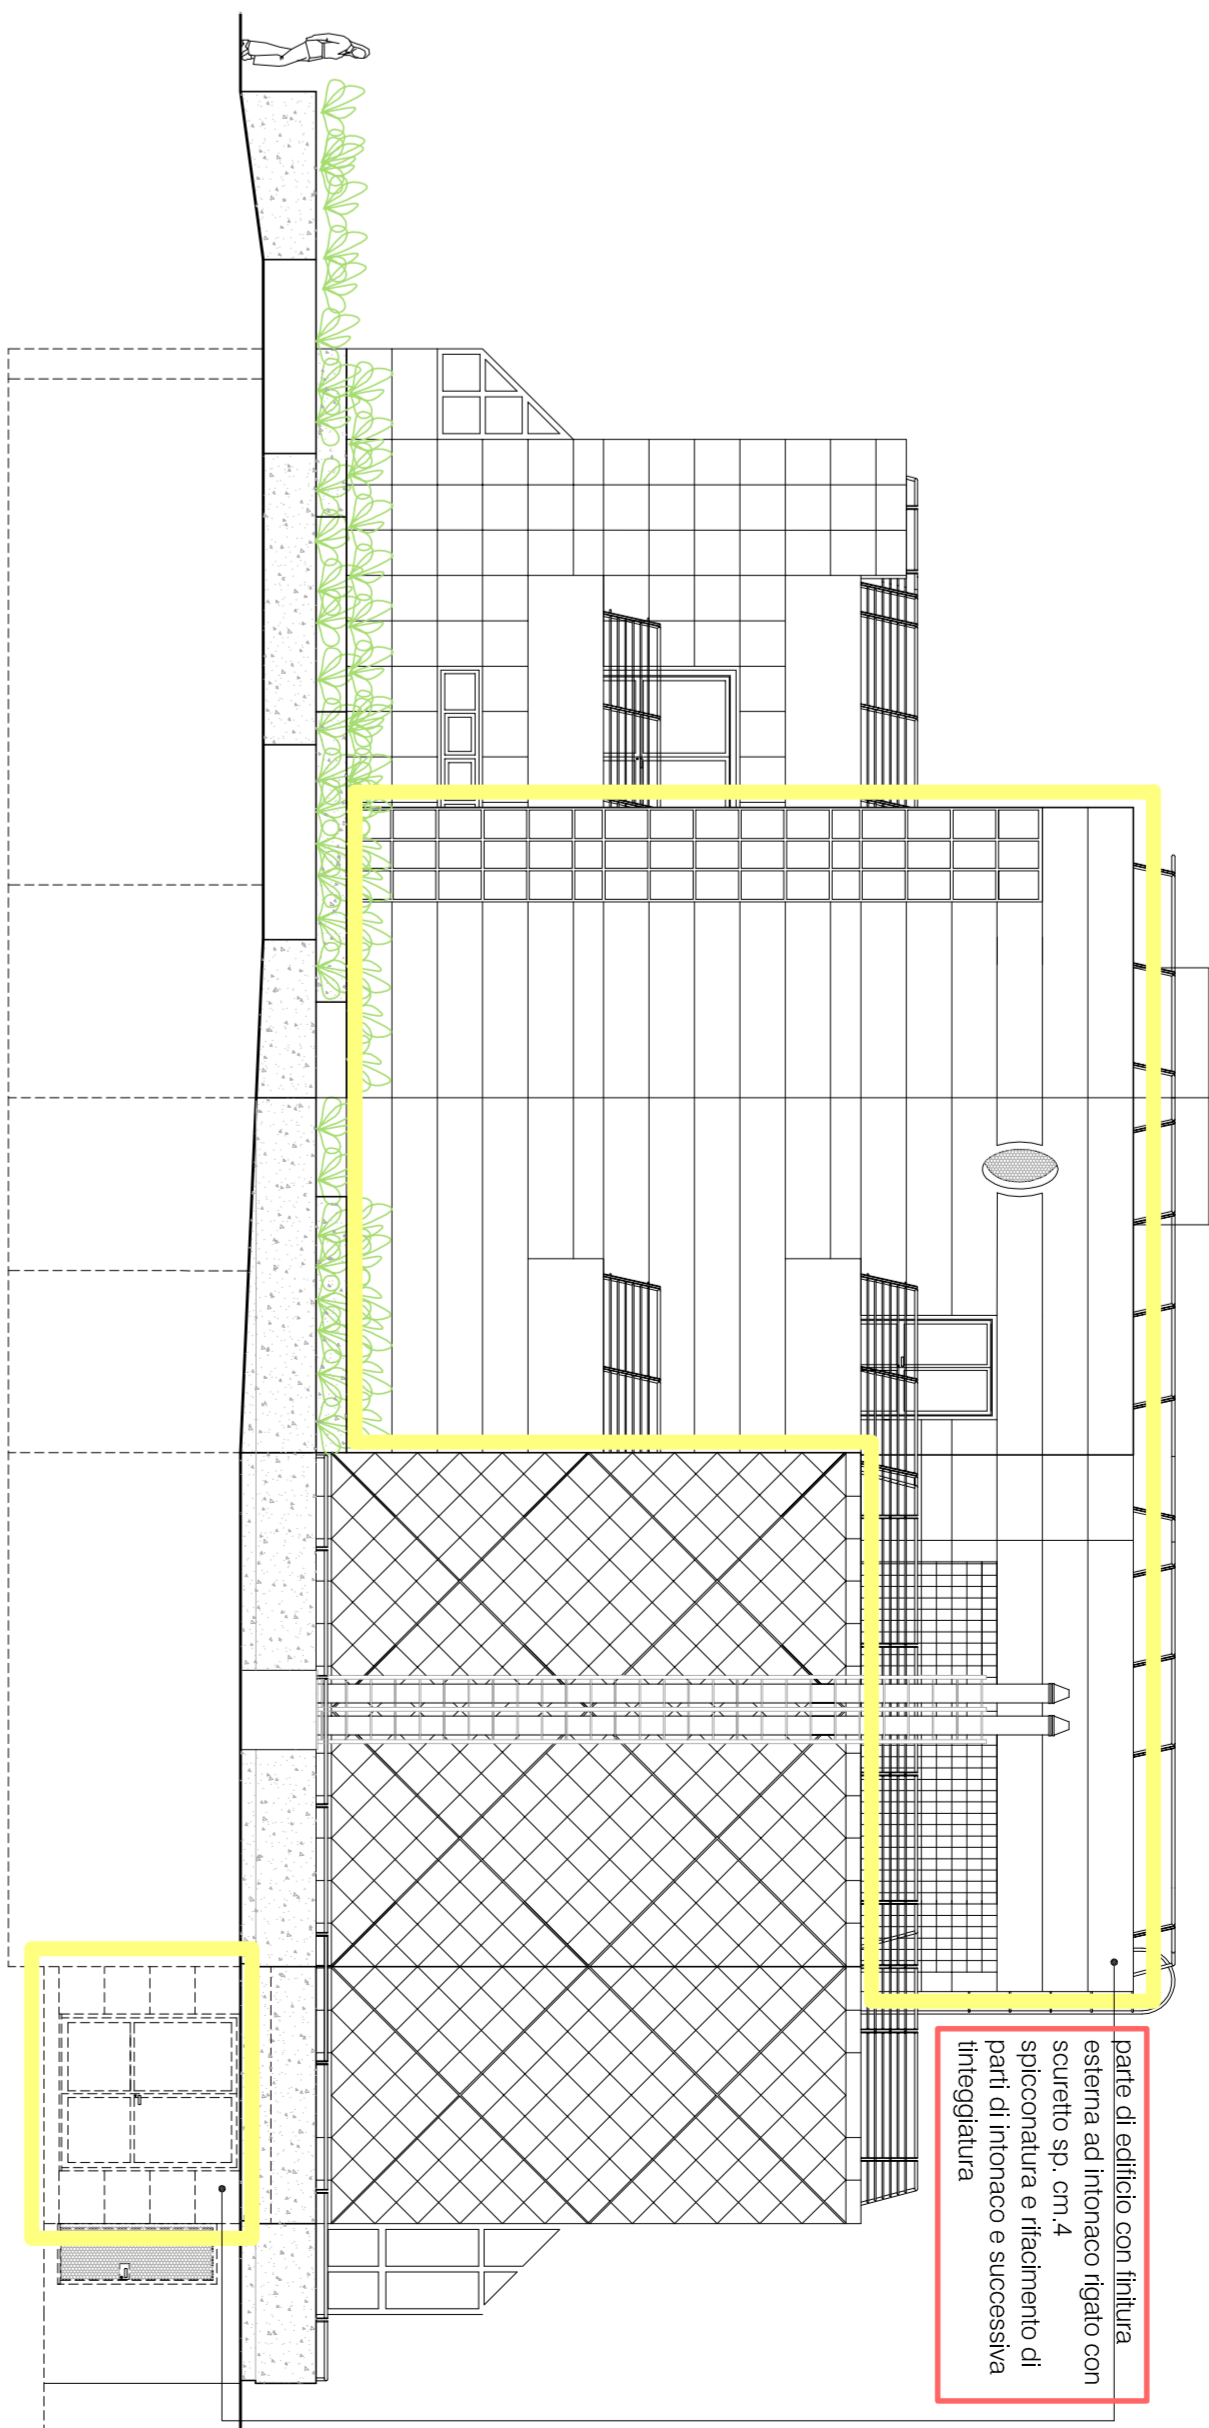 parte di edificio con finitura
esterna ad intonaco rigato con
scuretto sp. cm.4
spicconatura e rifacimento di
parti di intonaco e successiva
tinteggiatura